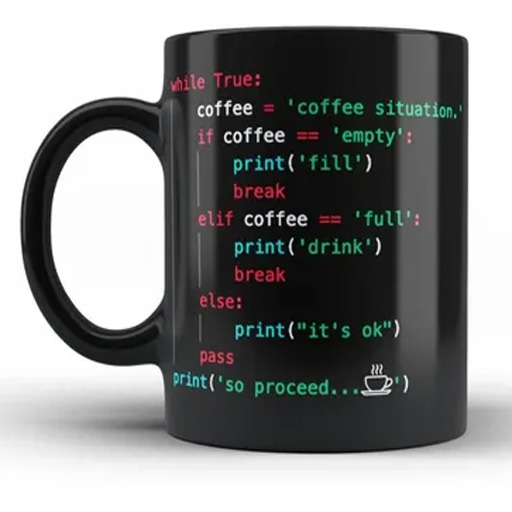 while True:
coffee = 'coffee situation.'
if coffee == 'empty':
print('fill')
break
elif coffee == 'full':
print('drink')
break
else:
print("it's ok")
pass
print('so proceed...☕')